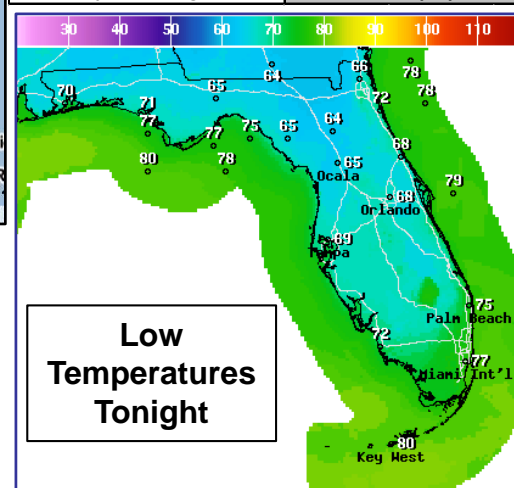 30 40 50 60 70 80 90 100 110
64 66 78
70 65 78
71 72
77 64
77 75 65 68
80 78 65
Ocala
68 79
Orlando
69
Tampa
75
Palm Beach
72
77
Miami Int'l
80
Key West
Low
Temperatures
Tonight